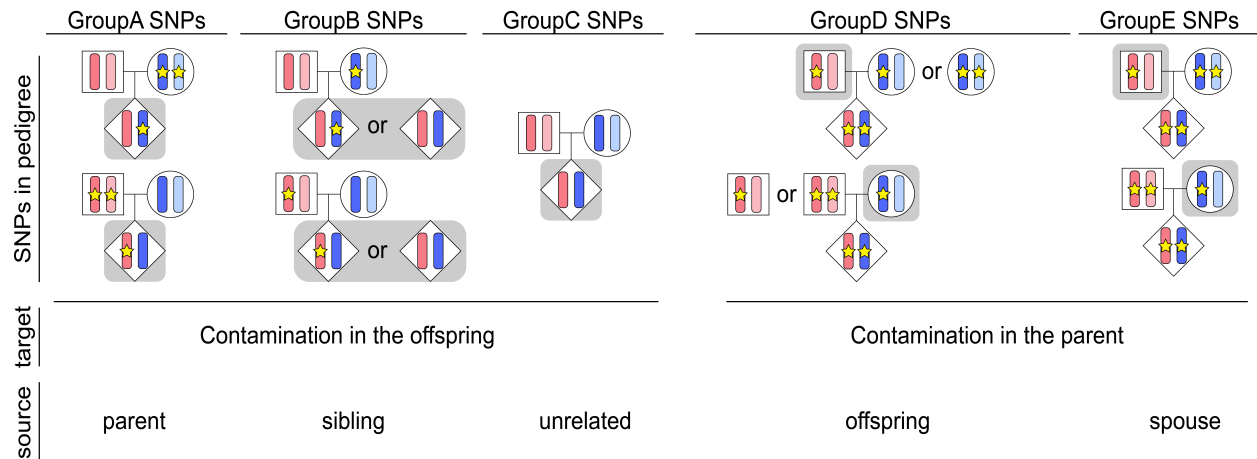 GroupA SNPs
GroupB SNPs
GroupC SNPs
GroupD SNPs
GroupE SNPs
SNPs in pedigree
or
or
or
or
target
Contamination in the offspring
Contamination in the parent
source
parent
sibling
unrelated
offspring
spouse